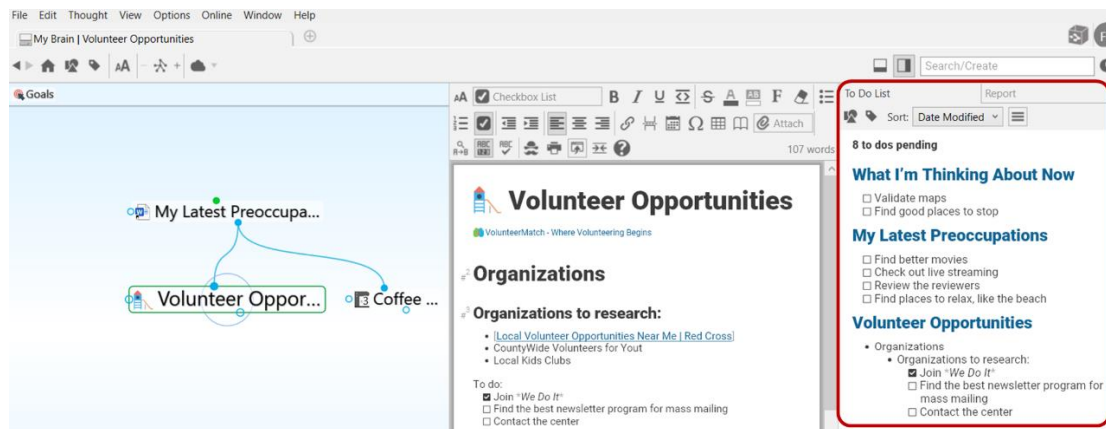 File Edit Thought View Options Online Window Help
My Brain | Volunteer Opportunities
Search/Create
Goals
My Latest Preoccupa...
Volunteer Oppor...
Coffee ...
Checkbox List
B I U S A F
Attach
107 words
Volunteer Opportunities
VolunteerMatch - Where Volunteering Begins
Organizations
Organizations to research:
[Local Volunteer Opportunities Near Me | Red Cross]
CountyWide Volunteers for Yout
Local Kids Clubs
To do:
Join *We Do It*
Find the best newsletter program for mass mailing
Contact the center
To Do List
Report
Sort: Date Modified
8 to dos pending
What I'm Thinking About Now
Validate maps
Find good places to stop
My Latest Preoccupations
Find better movies
Check out live streaming
Review the reviewers
Find places to relax, like the beach
Volunteer Opportunities
Organizations
Organizations to research:
Join *We Do It*
Find the best newsletter program for
mass mailing
Contact the center